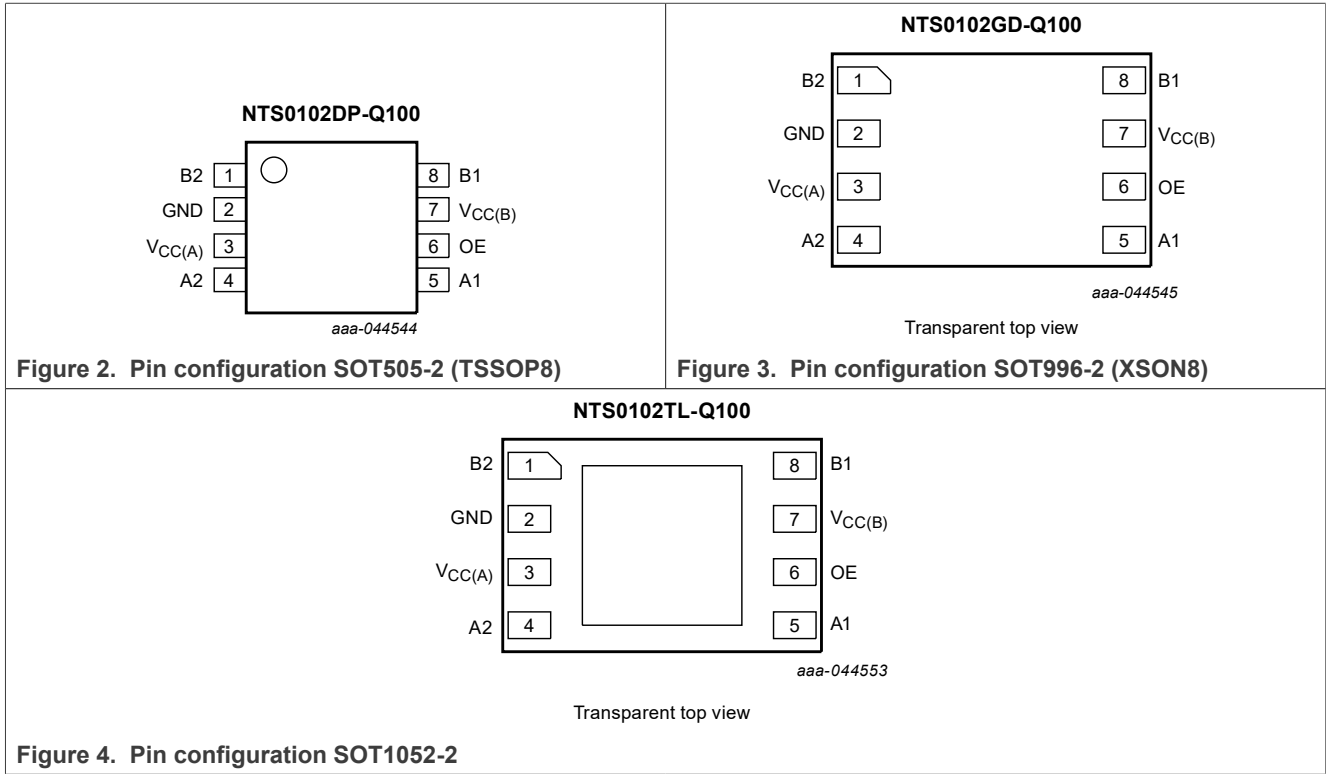 NTS0102DP-Q100
B2 1 8 B1
GND 2 7 VCC(B)
VCC(A) 3 6 OE
A2 4 5 A1
aaa-044544
Figure 2. Pin configuration SOT505-2 (TSSOP8)
NTS0102GD-Q100
B2 1 8 B1
GND 2 7 VCC(B)
VCC(A) 3 6 OE
A2 4 5 A1
aaa-044545
Transparent top view
Figure 3. Pin configuration SOT996-2 (XSON8)
NTS0102TL-Q100
B2 1 8 B1
GND 2 7 VCC(B)
VCC(A) 3 6 OE
A2 4 5 A1
aaa-044553
Transparent top view
Figure 4. Pin configuration SOT1052-2